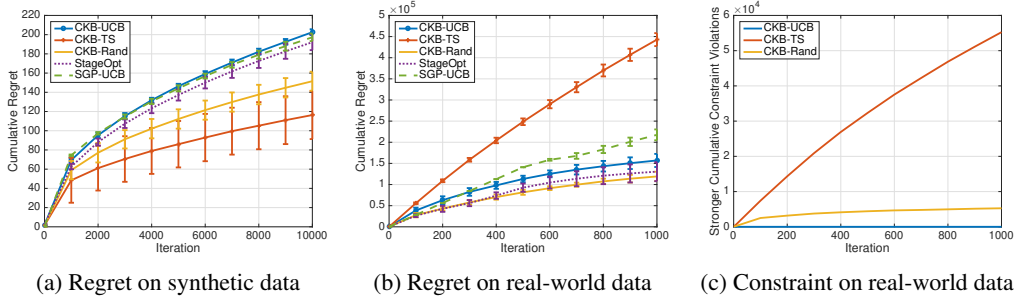 Cumulative Regret
220
200
180
160
140
120
100
80
60
40
20
0
0 2000 4000 6000 8000 10000
Iteration
CKB-UCB
CKB-TS
CKB-Rand
StageOpt
SGP-UCB
(a) Regret on synthetic data
×10⁵
Cumulative Regret
5
4.5
4
3.5
3
2.5
2
1.5
1
0.5
0
0 200 400 600 800 1000
Iteration
CKB-UCB
CKB-TS
CKB-Rand
StageOpt
SGP-UCB
(b) Regret on real-world data
×10⁴
Stronger Cumulative Constraint Violations
6
5
4
3
2
1
0
0 200 400 600 800 1000
Iteration
CKB-UCB
CKB-TS
CKB-Rand
(c) Constraint on real-world data